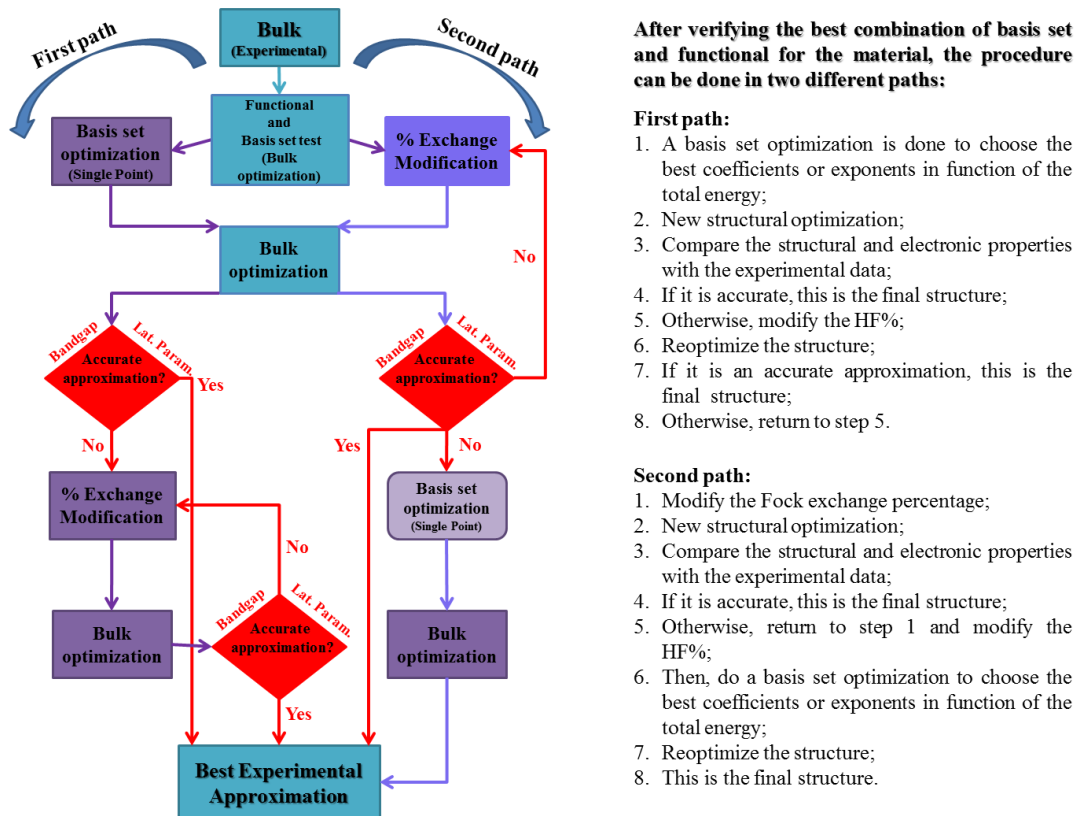 First path
Second path
Bulk
(Experimental)
Functional
and
Basis set test
(Bulk
optimization)
Basis set
optimization
(Single Point)
% Exchange
Modification
Bulk
optimization
No
Bandgap
Lat. Param.
Accurate
approximation?
Yes
No
Bandgap
Lat. Param.
Accurate
approximation?
Yes
No
% Exchange
Modification
Basis set
optimization
(Single Point)
No
Bulk
optimization
Bandgap
Lat. Param.
Accurate
approximation?
Bulk
optimization
Yes
Best Experimental
Approximation
After verifying the best combination of basis set
and functional for the material, the procedure
can be done in two different paths:
First path:
1. A basis set optimization is done to choose the
best coefficients or exponents in function of the
total energy;
2. New structural optimization;
3. Compare the structural and electronic properties
with the experimental data;
4. If it is accurate, this is the final structure;
5. Otherwise, modify the HF%;
6. Reoptimize the structure;
7. If it is an accurate approximation, this is the
final structure;
8. Otherwise, return to step 5.
Second path:
1. Modify the Fock exchange percentage;
2. New structural optimization;
3. Compare the structural and electronic properties
with the experimental data;
4. If it is accurate, this is the final structure;
5. Otherwise, return to step 1 and modify the
HF%;
6. Then, do a basis set optimization to choose the
best coefficients or exponents in function of the
total energy;
7. Reoptimize the structure;
8. This is the final structure.